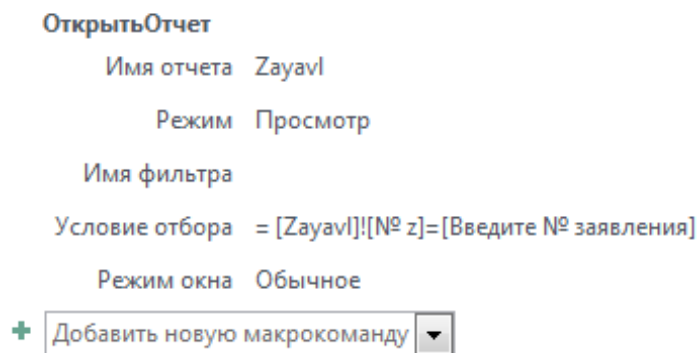 ОткрытьОтчет
Имя отчета Zayavl
Режим Просмотр
Имя фильтра
Условие отбора = [Zayavl]![№ z]=[Введите № заявления]
Режим окна Обычное
Добавить новую макрокоманду